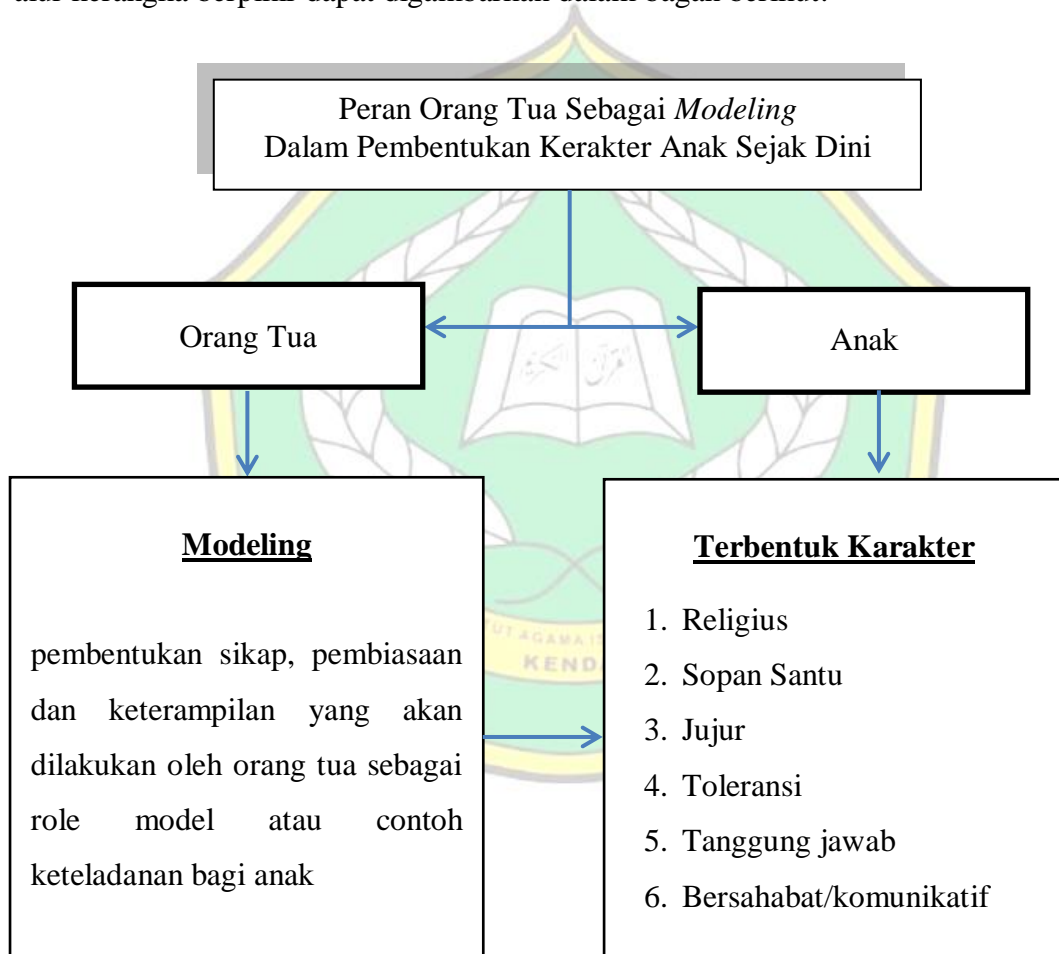 Peran Orang Tua Sebagai Modeling
Dalam Pembentukan Kerakter Anak Sejak Dini
Orang Tua
Anak
Modeling
pembentukan sikap, pembiasaan
dan keterampilan yang akan
dilakukan oleh orang tua sebagai
role model atau contoh
keteladanan bagi anak
Terbentuk Karakter
1. Religius
2. Sopan Santu
3. Jujur
4. Toleransi
5. Tanggung jawab
6. Bersahabat/komunikatif